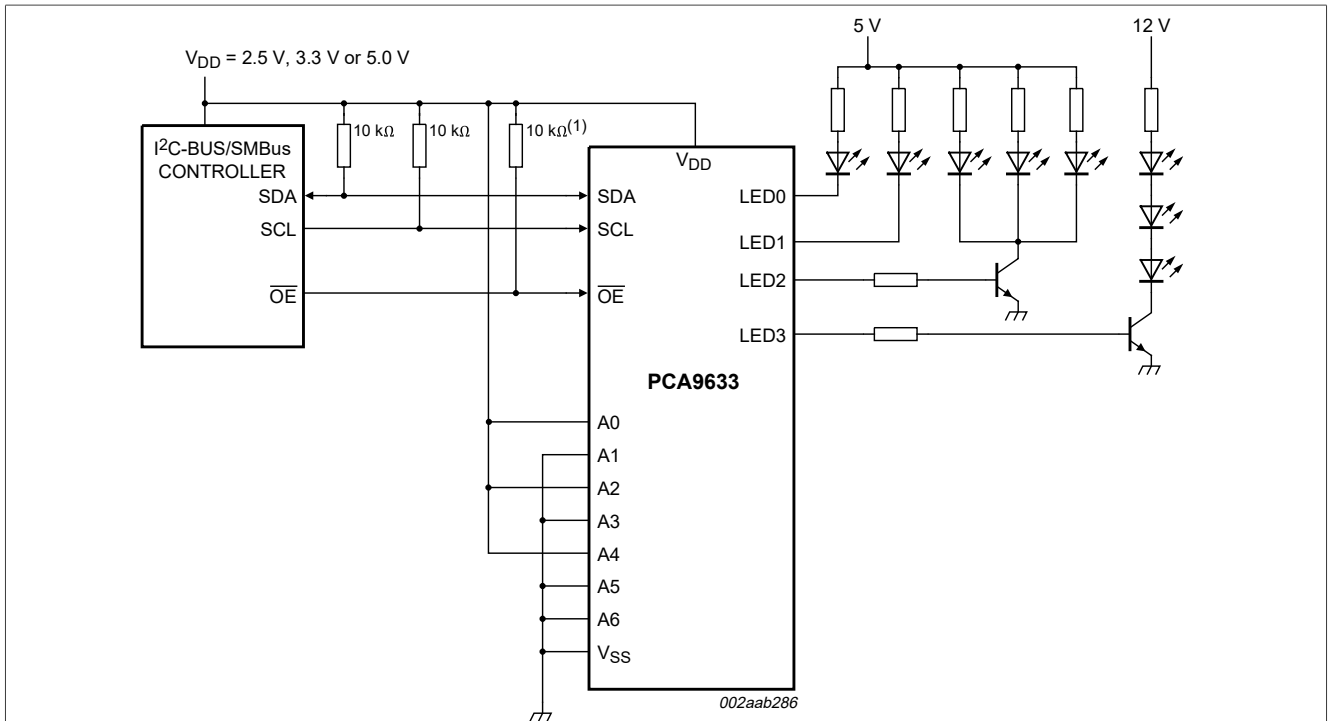 5 V
12 V
V_DD = 2.5 V, 3.3 V or 5.0 V
10 kΩ
10 kΩ
10 kΩ(1)
I²C-BUS/SMBus
CONTROLLER
SDA
SCL
O̅E̅
V_DD
SDA
SCL
O̅E̅
LED0
LED1
LED2
LED3
PCA9633
A0
A1
A2
A3
A4
A5
A6
V_SS
002aab286